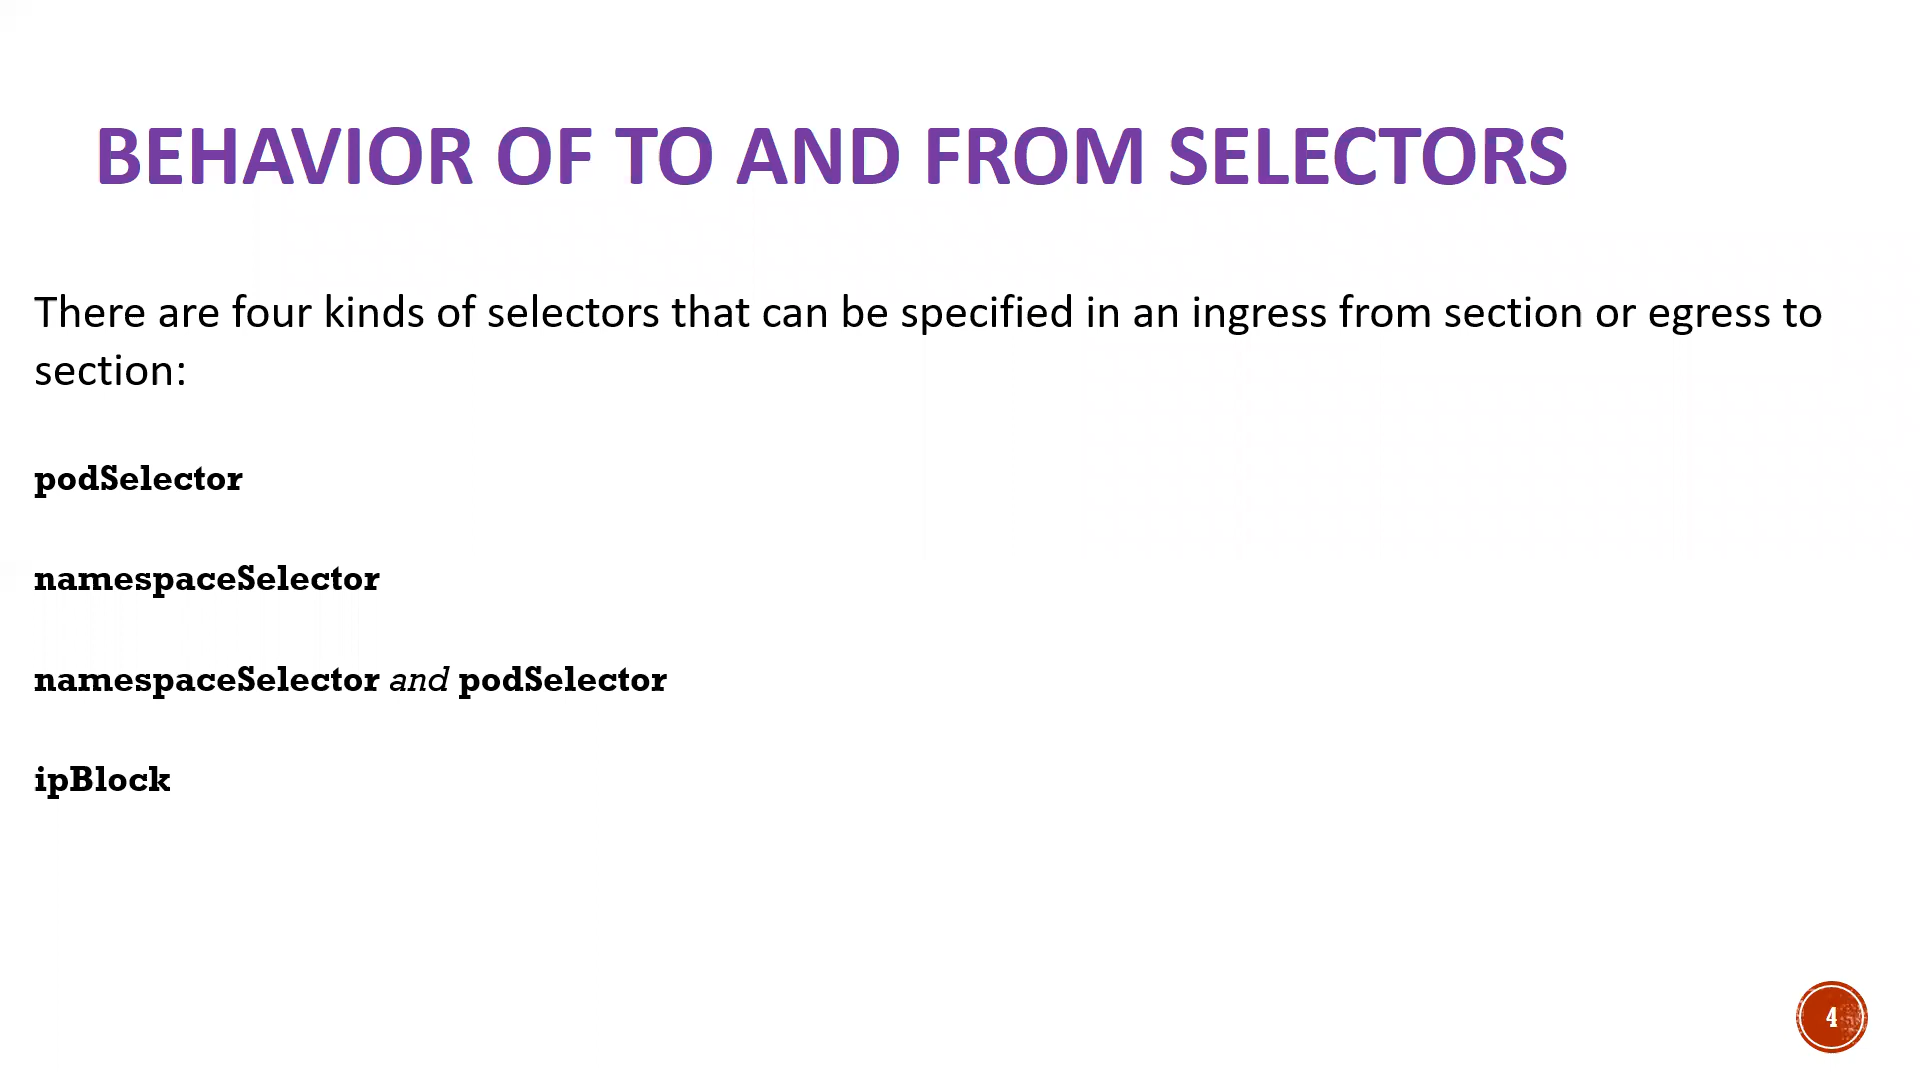 BEHAVIOR OF TO AND FROM SELECTORS
There are four kinds of selectors that can be specified in an ingress from section or egress to
section:
podSelector
namespaceSelector
namespaceSelector and podSelector
ipBlock
4